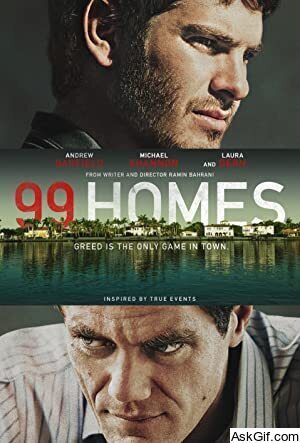 ANDREW MICHAEL LAURA
GARFIELD SHANNON AND DERN
FROM WRITER AND DIRECTOR RAMIN BAHRANI
99 HOMES
GREED IS THE ONLY GAME IN TOWN.
INSPIRED BY TRUE EVENTS
AskGif.com